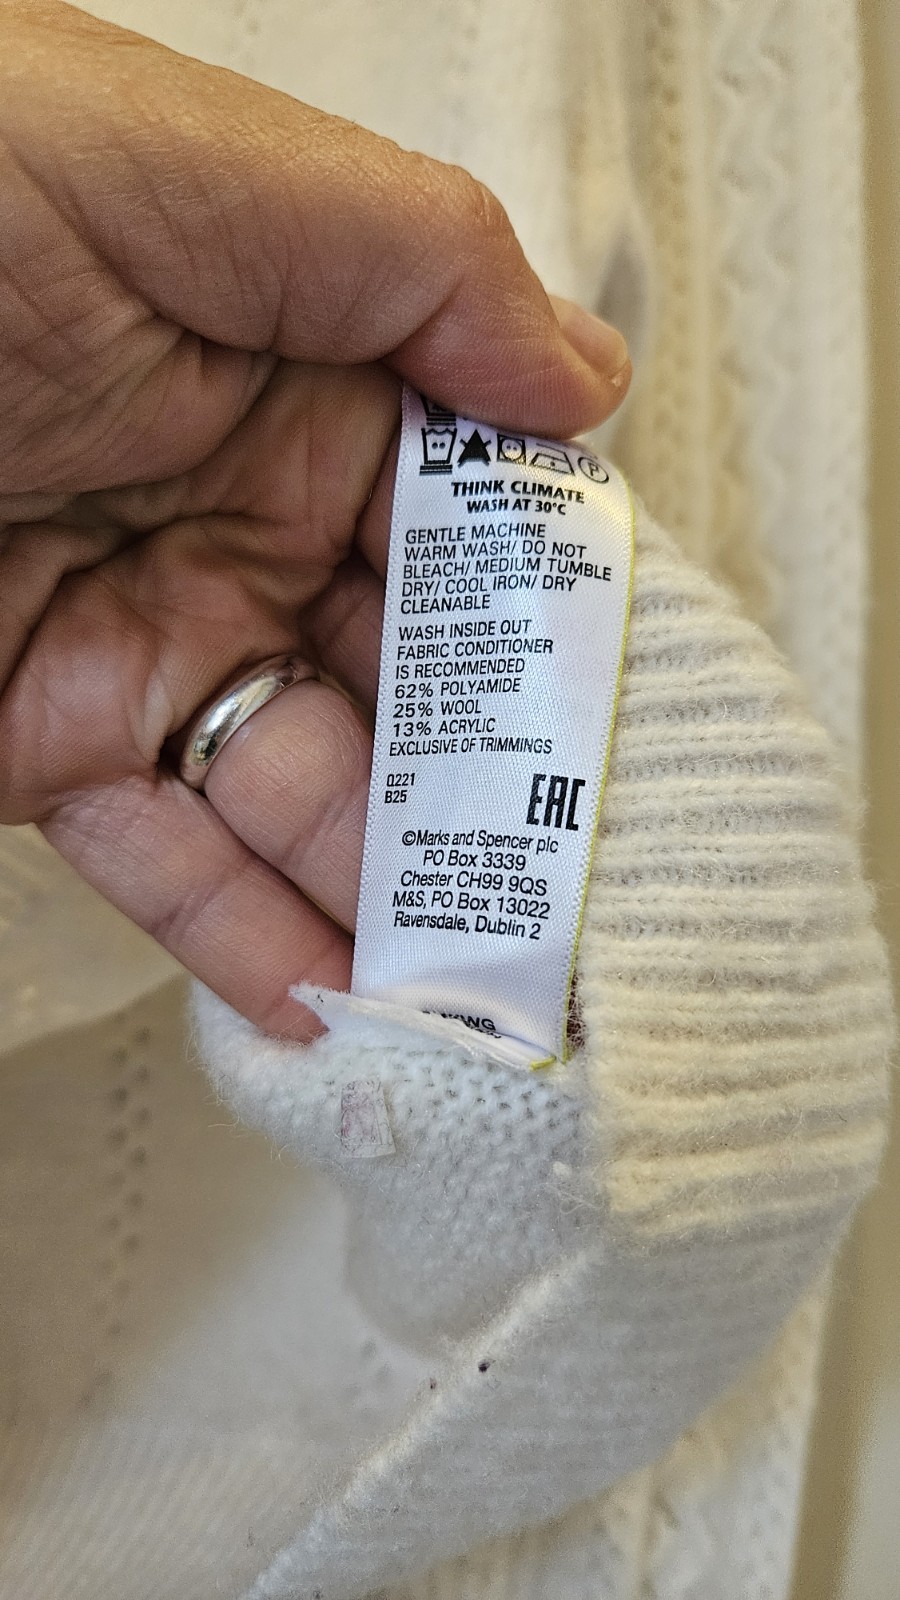 THINK CLIMATE
WASH AT 30°C
GENTLE MACHINE
WARM WASH/ DO NOT
BLEACH/ MEDIUM TUMBLE
DRY/ COOL IRON/ DRY
CLEANABLE
WASH INSIDE OUT
FABRIC CONDITIONER
IS RECOMMENDED
62% POLYAMIDE
25% WOOL
13% ACRYLIC
EXCLUSIVE OF TRIMMINGS
Q221
B25
EAC
©Marks and Spencer plc
PO Box 3339
Chester CH99 9QS
M&S, PO Box 13022
Ravensdale, Dublin 2